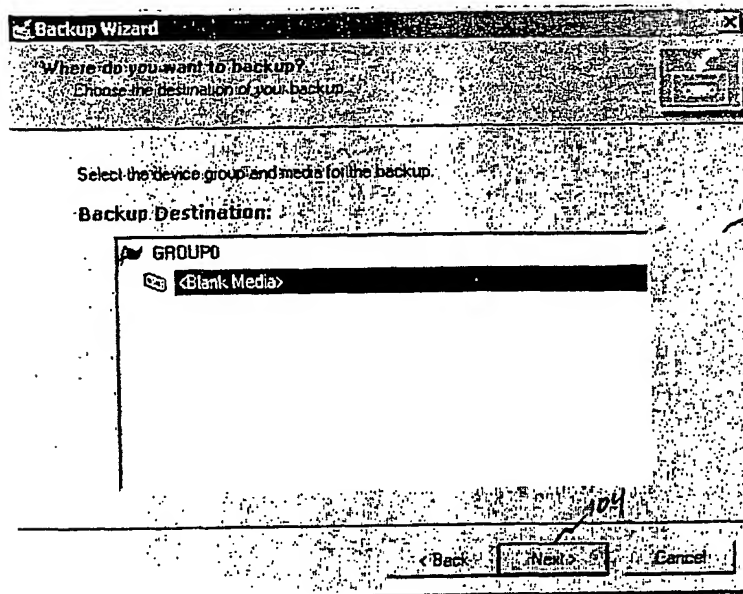 Backup Wizard
Where do you want to backup?
Choose the destination of your backup.
Select the device group and media for the backup.
Backup Destination:
GROUP0
<Blank Media>
104
< Back
Next >
Cancel